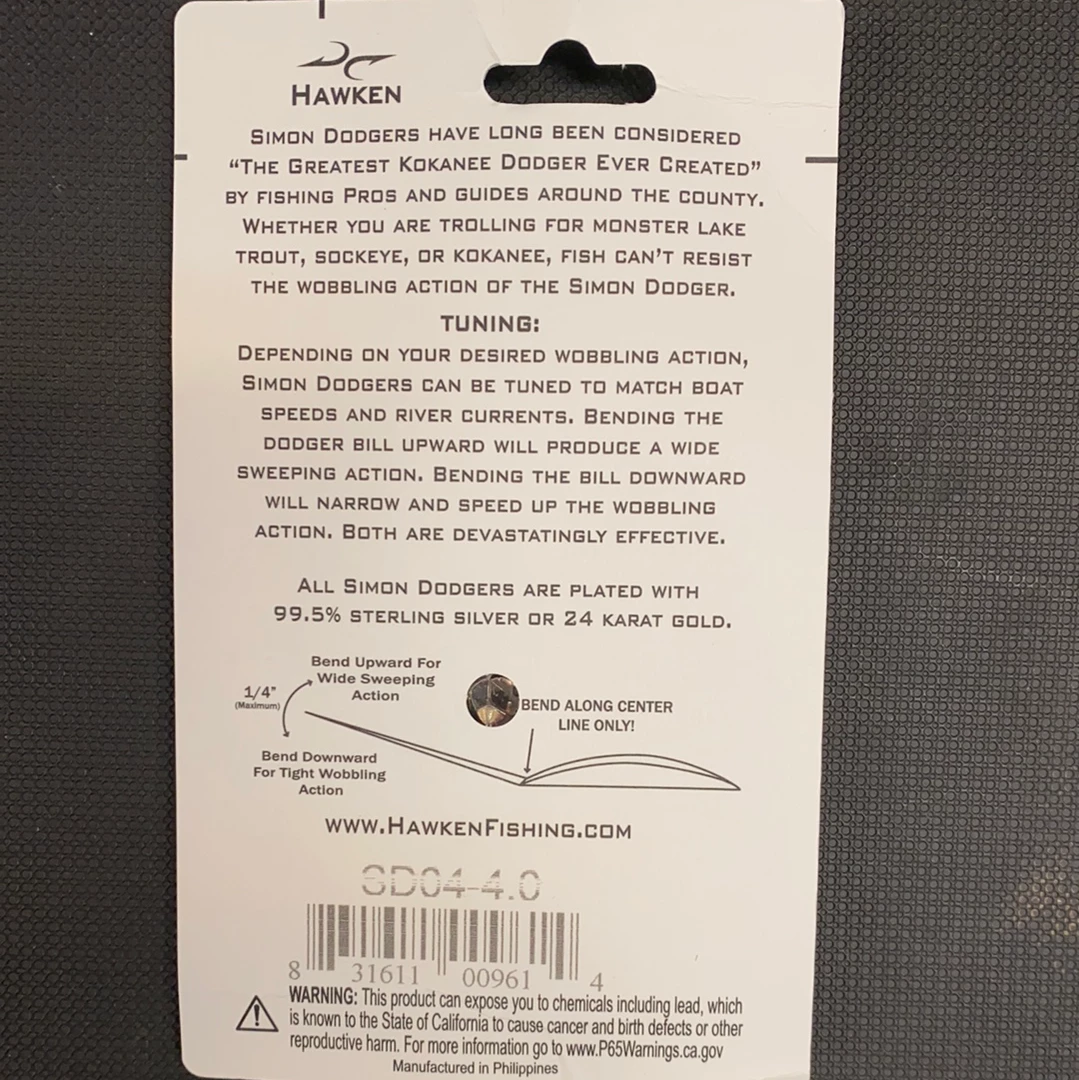 HAWKEN
SIMON DODGERS HAVE LONG BEEN CONSIDERED
“THE GREATEST KOKANEE DODGER EVER CREATED”
BY FISHING PROS AND GUIDES AROUND THE COUNTY.
WHETHER YOU ARE TROLLING FOR MONSTER LAKE
TROUT, SOCKEYE, OR KOKANEE, FISH CAN'T RESIST
THE WOBBLING ACTION OF THE SIMON DODGER.
TUNING:
DEPENDING ON YOUR DESIRED WOBBLING ACTION,
SIMON DODGERS CAN BE TUNED TO MATCH BOAT
SPEEDS AND RIVER CURRENTS. BENDING THE
DODGER BILL UPWARD WILL PRODUCE A WIDE
SWEEPING ACTION. BENDING THE BILL DOWNWARD
WILL NARROW AND SPEED UP THE WOBBLING
ACTION. BOTH ARE DEVASTATINGLY EFFECTIVE.
ALL SIMON DODGERS ARE PLATED WITH
99.5% STERLING SILVER OR 24 KARAT GOLD.
Bend Upward For
Wide Sweeping
Action
1/4"
(Maximum)
BEND ALONG CENTER
LINE ONLY!
Bend Downward
For Tight Wobbling
Action
WWW.HAWKENFISHING.COM
SD04-4.0
8 31611 00961 4
WARNING: This product can expose you to chemicals including lead, which
is known to the State of California to cause cancer and birth defects or other
reproductive harm. For more information go to www.P65Warnings.ca.gov
Manufactured in Philippines